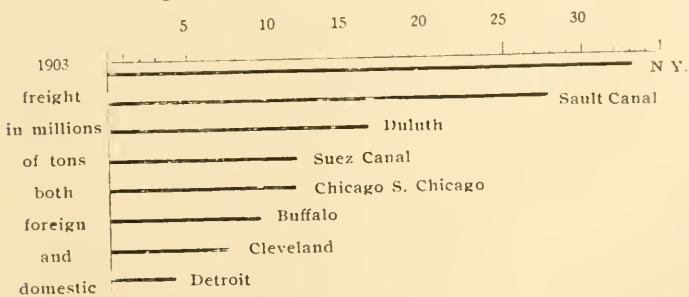 5 10 15 20 25 30
1903 N Y.
freight Sault Canal
in millions Duluth
of tons Suez Canal
both Chicago S. Chicago
foreign Buffalo
and Cleveland
domestic Detroit